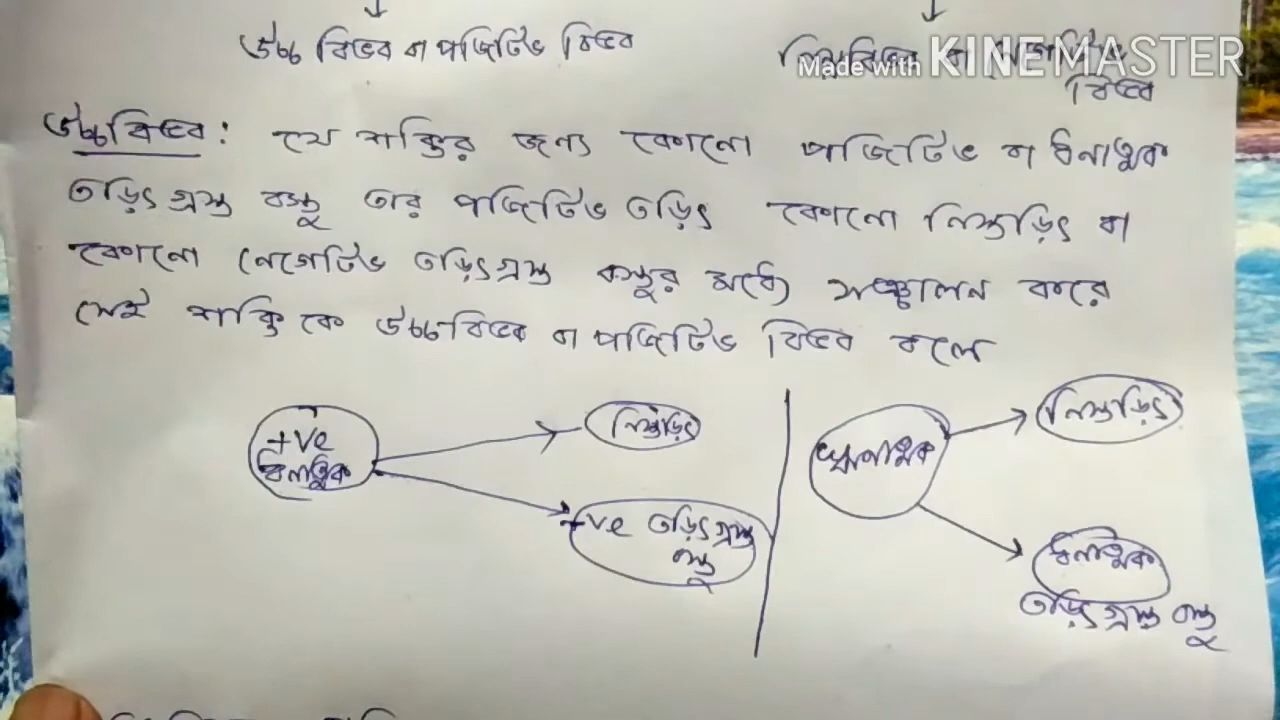 উচ্চ বিভব বা পজিটিভ বিভব
নিম্নবিভব বা নেগেটিভ
বিভব
Made with KINEMASTER
উচ্চবিভব : যে শক্তির জন্য কোনো পজিটিভ বা ধনাত্মক
তড়িৎগ্রস্ত বস্তু তার পজিটিভ তড়িৎ কোনো নিস্তড়িৎ বা
কোনো নেগেটিভ তড়িৎগ্রস্ত বস্তুর মধ্যে সঞ্চালন করে
সেই শক্তি কে উচ্চবিভব বা পজিটিভ বিভব বলে
+ve
ধনাত্মক
নিস্তড়িৎ
+ve তড়িৎগ্রস্ত
বস্তু
ঋণাত্মক
নিস্তড়িৎ
ধনাত্মক
তড়িৎগ্রস্ত বস্তু